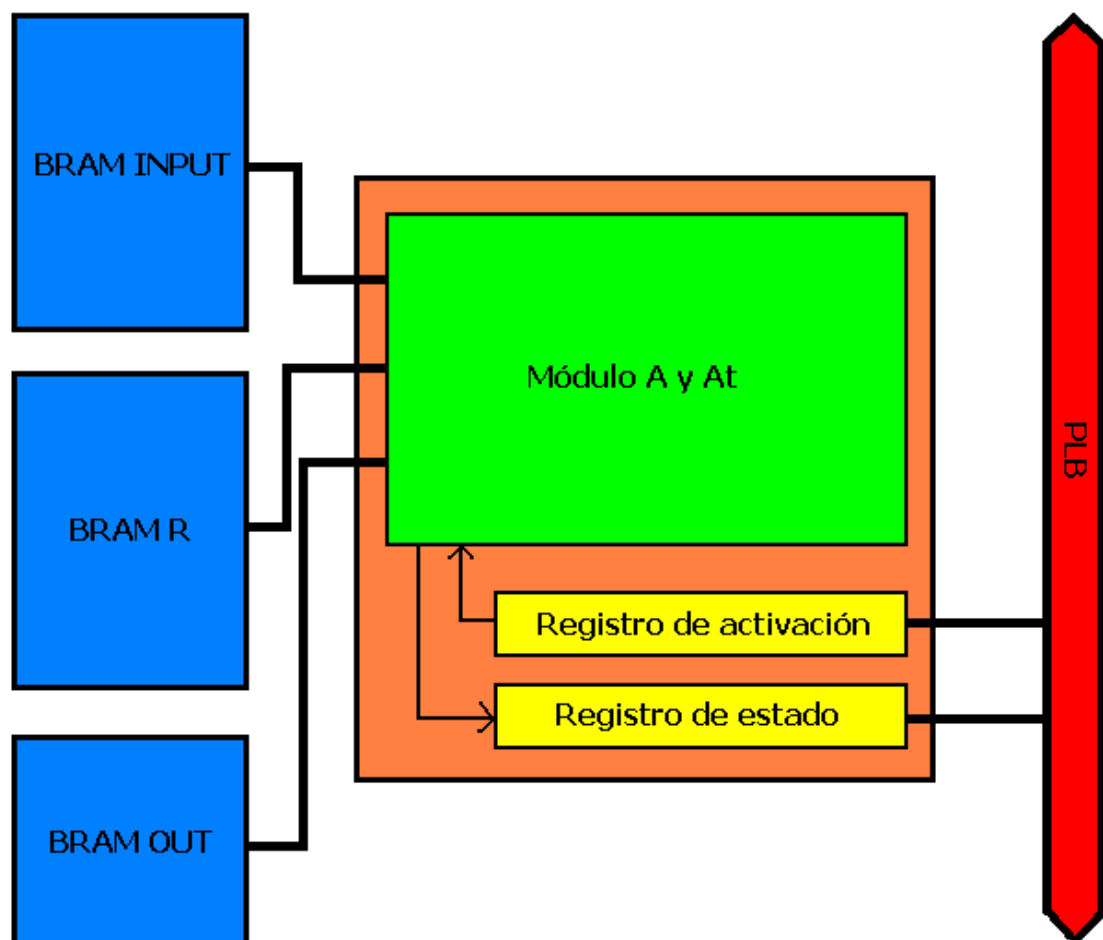 BRAM INPUT
BRAM R
BRAM OUT
Módulo A y At
Registro de activación
Registro de estado
PLB